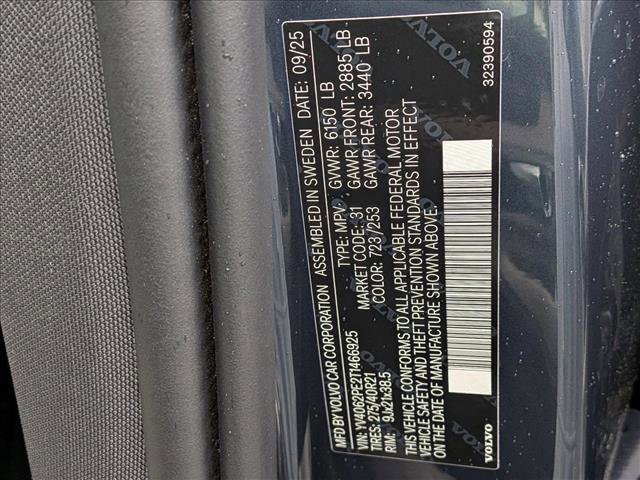 MFD BY VOLVO CAR CORPORATION ASSEMBLED IN SWEDEN DATE: 09/25
VIN: YV4062PE2T1466925 TYPE: MPV GVWR: 6150 LB
TIRES: 275/40R21 MARKET CODE: 31 GAWR FRONT: 2885 LB
RIM: 9Jx21x38.5 COLOR: 723/253 GAWR REAR: 3440 LB
THIS VEHICLE CONFORMS TO ALL APPLICABLE FEDERAL MOTOR
VEHICLE SAFETY AND THEFT PREVENTION STANDARDS IN EFFECT
ON THE DATE OF MANUFACTURE SHOWN ABOVE.
VOLVO 32390594